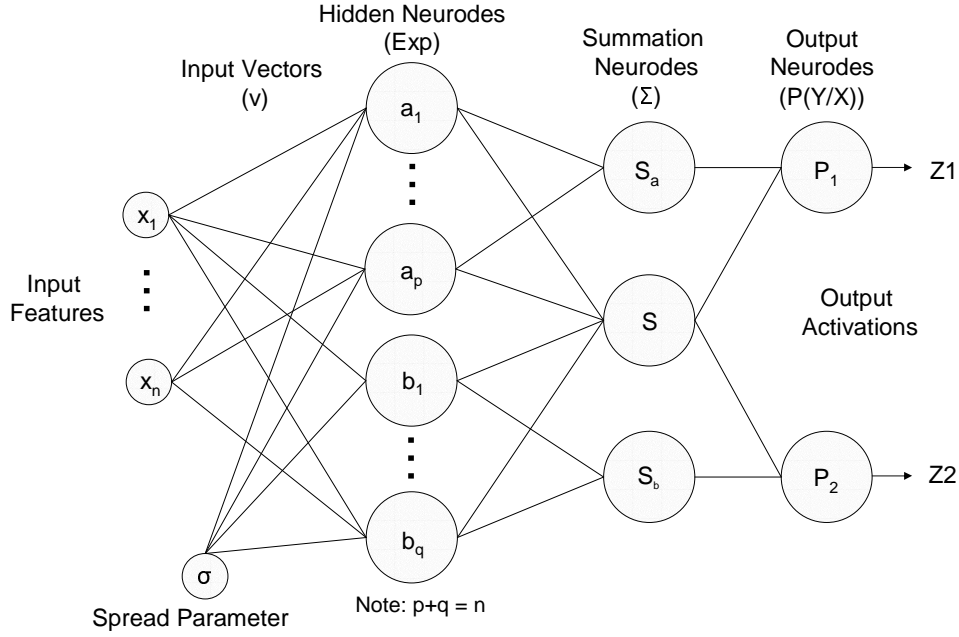 Hidden Neurodes
(Exp)
Input Vectors
(v)
Summation
Neurodes
(Σ)
Output
Neurodes
(P(Y/X))
a1
Sa
P1
Z1
x1
ap
Input
Features
S
Output
Activations
xn
b1
Sb
P2
Z2
bq
σ
Spread Parameter
Note: p+q = n